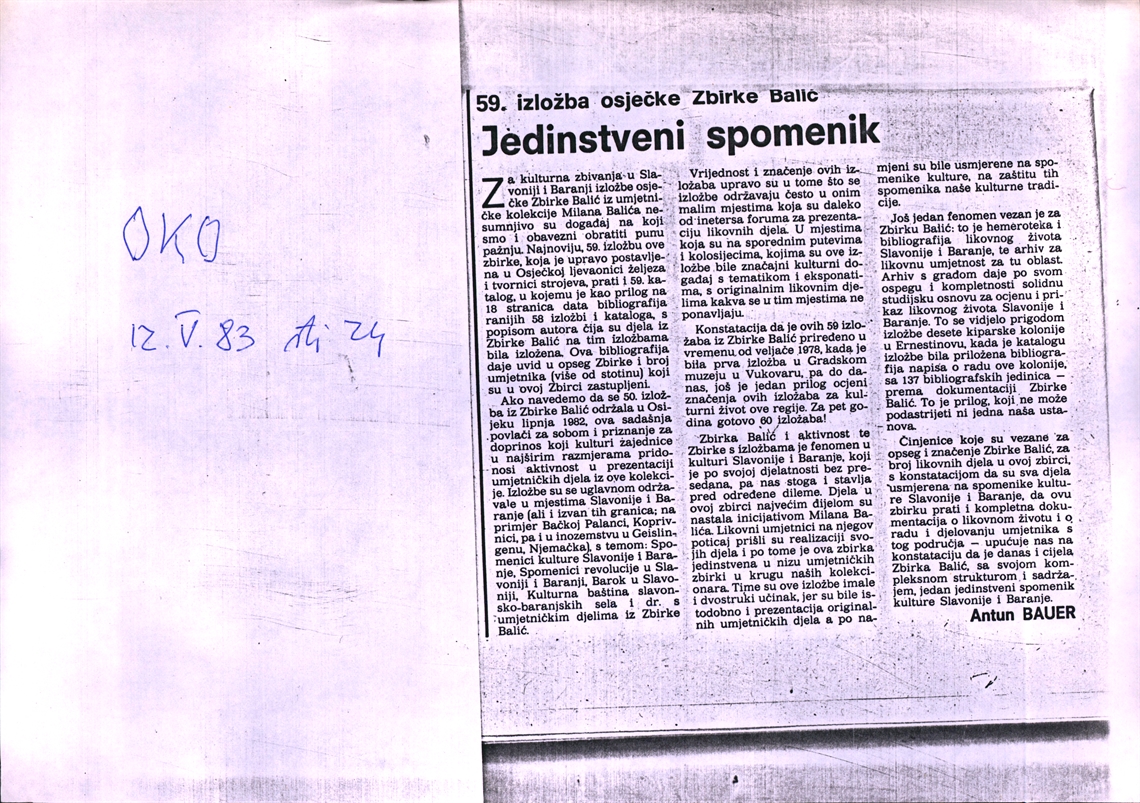 OKO
12. V. 83 str 24
59. izložba osječke Zbirke Balić
Jedinstveni spomenik
Za kulturna zbivanja u Sla-
voniji i Baranji izložbe osje-
čke Zbirke Balić iz umjetni-
čke kolekcije Milana Balića ne-
sumnjivo su događaj na koji
smo i obavezni obratiti punu
pažnju. Najnoviju, 59. izložbu ove
zbirke, koja je upravo postavlje-
na u Osječkoj ljevaonici željeza
i tvornici strojeva, prati i 59. ka-
talog, u kojemu je kao prilog na
18 stranica data bibliografija
ranijih 58 izložbi i kataloga, s
popisom autora čija su djela iz
Zbirke Balić na tim izložbama
bila izložena. Ova bibliografija
daje uvid u opseg Zbirke i broj
umjetnika (više od stotinu) koji
su u ovoj Zbirci zastupljeni.
Ako navedemo da se 50. izlož-
ba iz Zbirke Balić održala u Osi-
jeku lipnja 1982, ova sadašnja
povlači za sobom i priznanje za
doprinos koji kulturi zajednice
u najširim razmjerama prido-
nosi aktivnost u prezentaciji
umjetničkih djela iz ove kolekci-
je. Izložbe su se uglavnom održa-
vale u mjestima Slavonije i Ba-
ranje (ali i izvan tih granica; na
primjer Bačkoj Palanci, Kopriv-
nici, pa i u inozemstvu u Geislin-
genu, Njemačka), s temom: Spo-
menici kulture Slavonije i Bara-
nje, Spomenici revolucije u Sla-
voniji i Baranji, Barok u Slavo-
niji, Kulturna baština slavon-
sko-baranjskih sela i dr. s
umjetničkim djelima iz Zbirke
Balić.
Vrijednost i značenje ovih iz-
ložaba upravo su u tome što se
izložbe održavaju često u onim
malim mjestima koja su daleko
od inetersa foruma za prezenta-
ciju likovnih djela. U mjestima
koja su na sporednim putevima
i kolosijecima, kojima su ove iz-
ložbe bile značajni kulturni do-
gađaj s tematikom i eksponati-
ma, s originalnim likovnim dje-
lima kakva se u tim mjestima ne
ponavljaju.
Konstatacija da je ovih 59 izlo-
žaba iz Zbirke Balić priređeno u
vremenu od veljače 1978, kada je
bila prva izložba u Gradskom
muzeju u Vukovaru, pa do da-
nas, još je jedan prilog ocjeni
značenja ovih izložaba za kul-
turni život ove regije. Za pet go-
dina gotovo 60 izložaba!
Zbirka Balić i aktivnost te
Zbirke s izložbama je fenomen u
kulturi Slavonije i Baranje, koji
je po svojoj djelatnosti bez pre-
sedana, pa nas stoga i stavlja
pred određene dileme. Djela u
ovoj zbirci najvećim dijelom su
nastala inicijativom Milana Ba-
lića. Likovni umjetnici na njegov
poticaj prišli su realizaciji svo-
jih djela i po tome je ova zbirka
jedinstvena u nizu umjetničkih
zbirki u krugu naših kolekci-
onara. Time su ove izložbe imale
i dvostruki učinak, jer su bile is-
todobno i prezentacija original-
nih umjetničkih djela a po na-
mjeni su bile usmjerene na spo-
menike kulture, na zaštitu tih
spomenika naše kulturne tradi-
cije.
Još jedan fenomen vezan je za
Zbirku Balić: to je hemeroteka i
bibliografija likovnog života
Slavonije i Baranje, te arhiv za
likovnu umjetnost za tu oblast.
Arhiv s građom daje po svom
ospegu i kompletnosti solidnu
studijsku osnovu za ocjenu i pri-
kaz likovnog života Slavonije i
Baranje. To se vidjelo prigodom
izložbe desete kiparske kolonije
u Ernestinovu, kada je katalogu
izložbe bila priložena bibliogra-
fija napisa o radu ove kolonije,
sa 137 bibliografskih jedinica —
prema dokumentaciji Zbirke
Balić. To je prilog, koji ne može
podastrijeti ni jedna naša usta-
nova.
Činjenice koje su vezane za
opseg i značenje Zbirke Balić, za
broj likovnih djela u ovoj zbirci,
s konstatacijom da su sva djela
usmjerena na spomenike kultu-
re Slavonije i Baranje, da ovu
zbirku prati i kompletna doku-
mentacija o likovnom životu i o
radu i djelovanju umjetnika s
tog područja — upućuje nas na
konstataciju da je danas i cijela
Zbirka Balić, sa svojom kom-
pleksnom strukturom i sadrža-
jem, jedan jedinstveni spomenik
kulture Slavonije i Baranje.
Antun BAUER